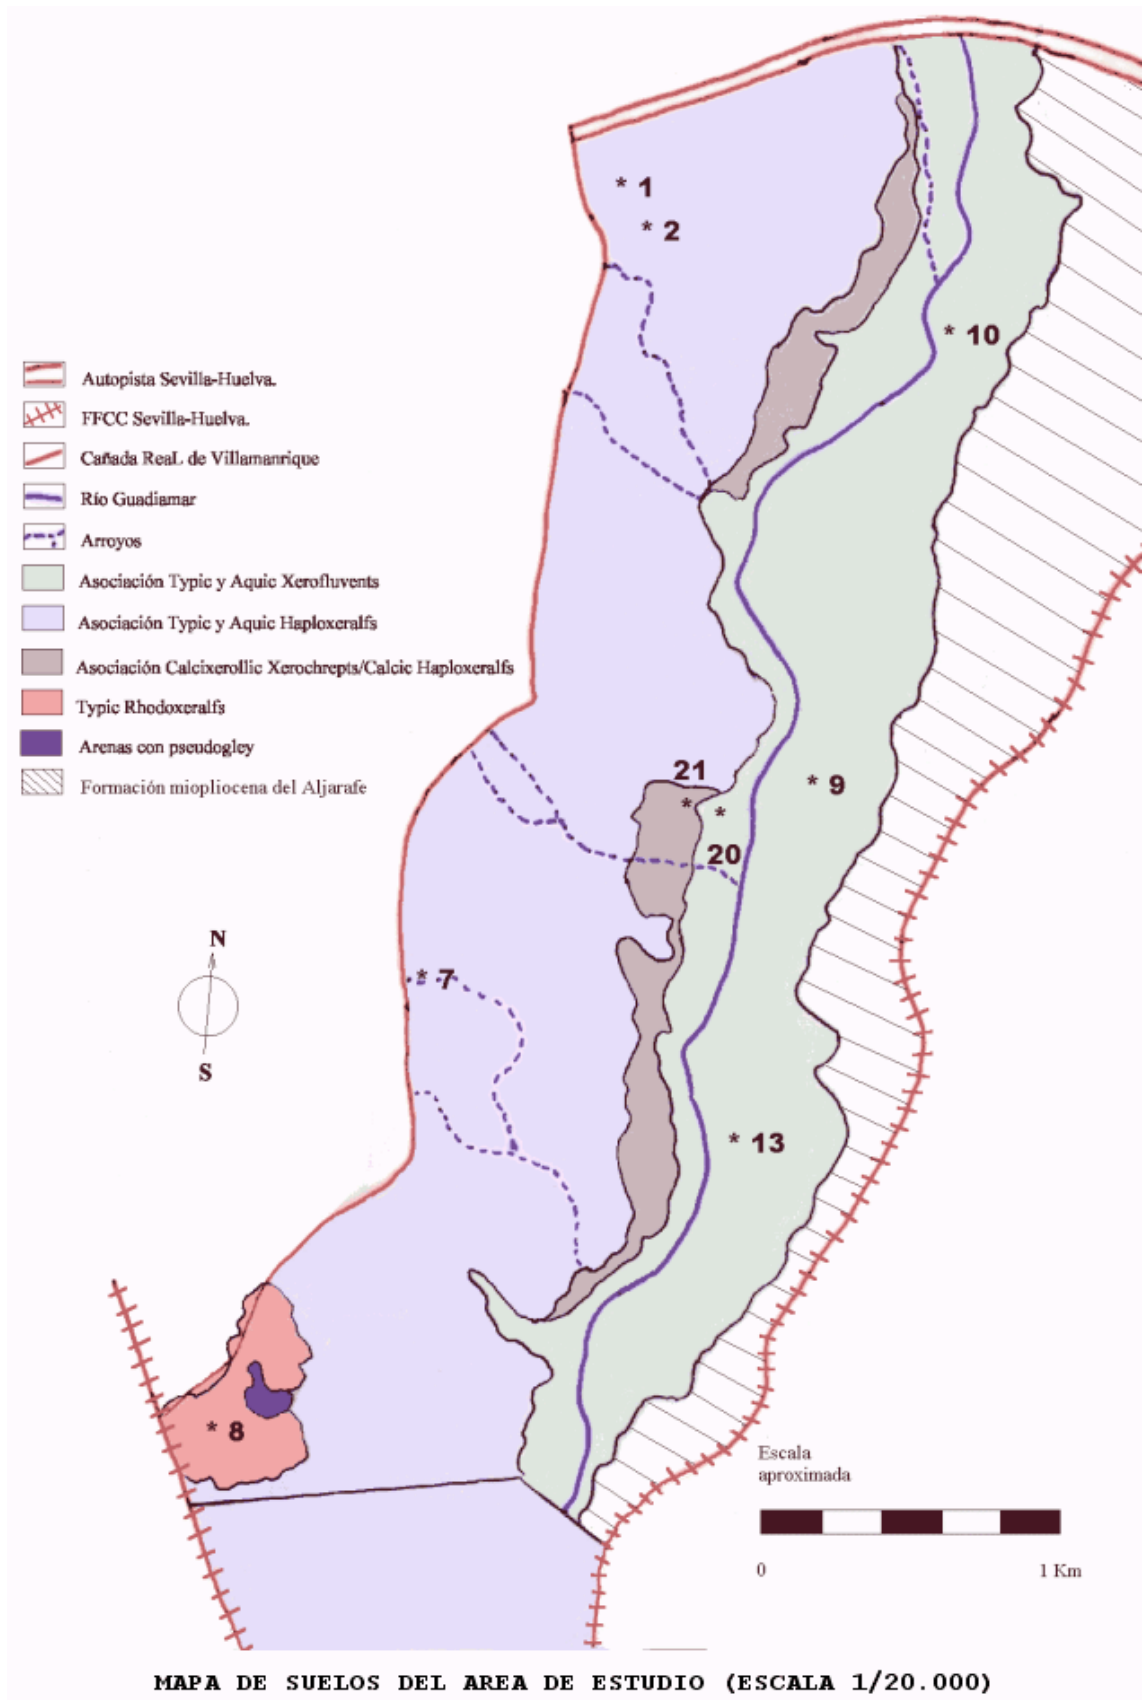 * 1
* 2
* 10
Autopista Sevilla-Huelva.
FFCC Sevilla-Huelva.
Cañada ReaL de Villamanrique
Río Guadiamar
Arroyos
Asociación Typic y Aquic Xerofluvents
Asociación Typic y Aquic Haploxeralfs
Asociación Calcixerollic Xerochrepts/Calcic Haploxeralfs
Typic Rhodoxeralfs
Arenas con pseudogley
Formación miopliocena del Aljarafe
21
* *
* 9
20
N
S
* 7
* 13
* 8
Escala
aproximada
0 1 Km
MAPA DE SUELOS DEL AREA DE ESTUDIO (ESCALA 1/20.000)